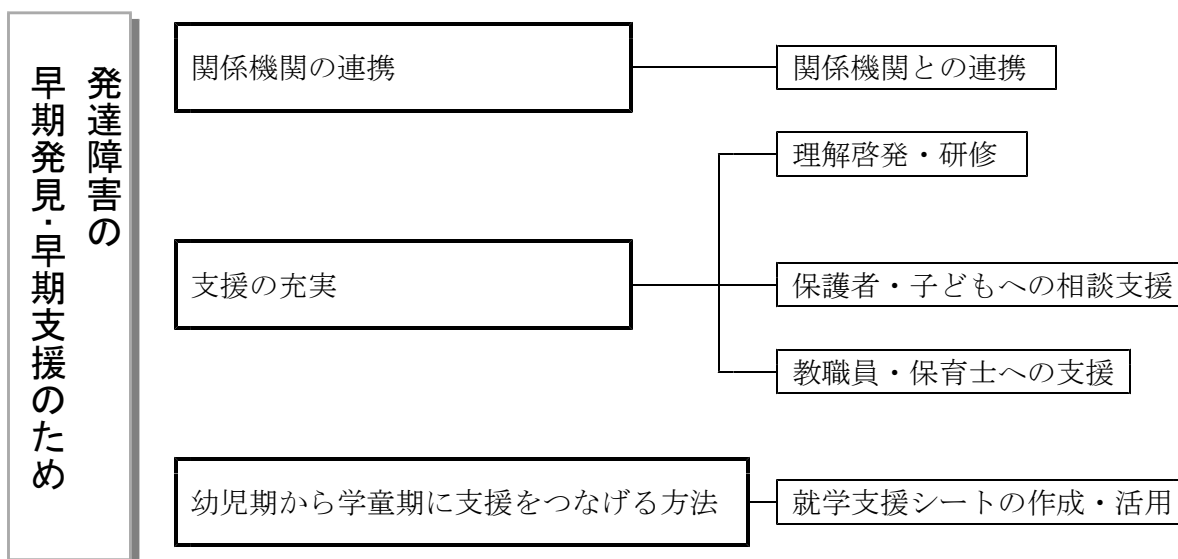 発達障害の
早期発見・早期支援のため
関係機関の連携
関係機関との連携
支援の充実
理解啓発・研修
保護者・子どもへの相談支援
教職員・保育士への支援
幼児期から学童期に支援をつなげる方法
就学支援シートの作成・活用